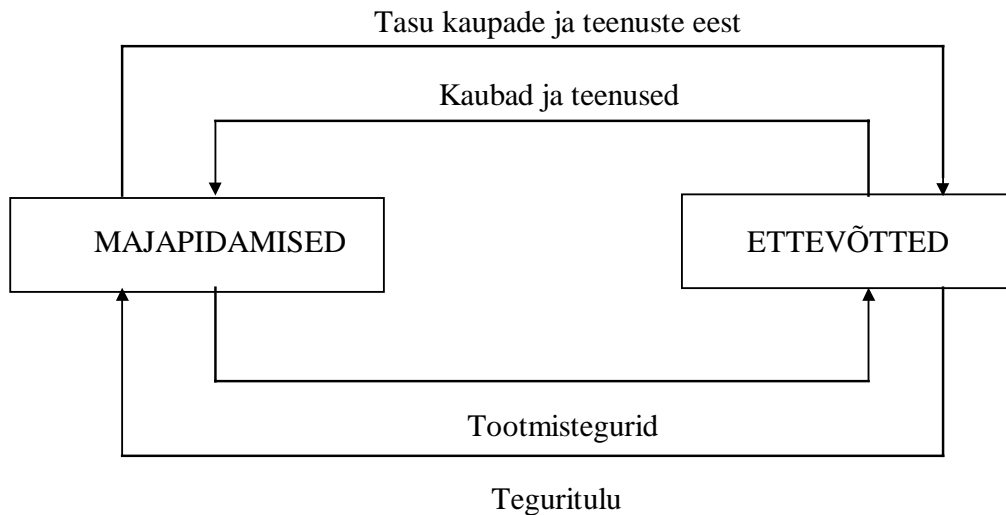 Tasu kaupade ja teenuste eest
Kaubad ja teenused
MAJAPIDAMISED
ETTEVÕTTED
Tootmistegurid
Teguritulu